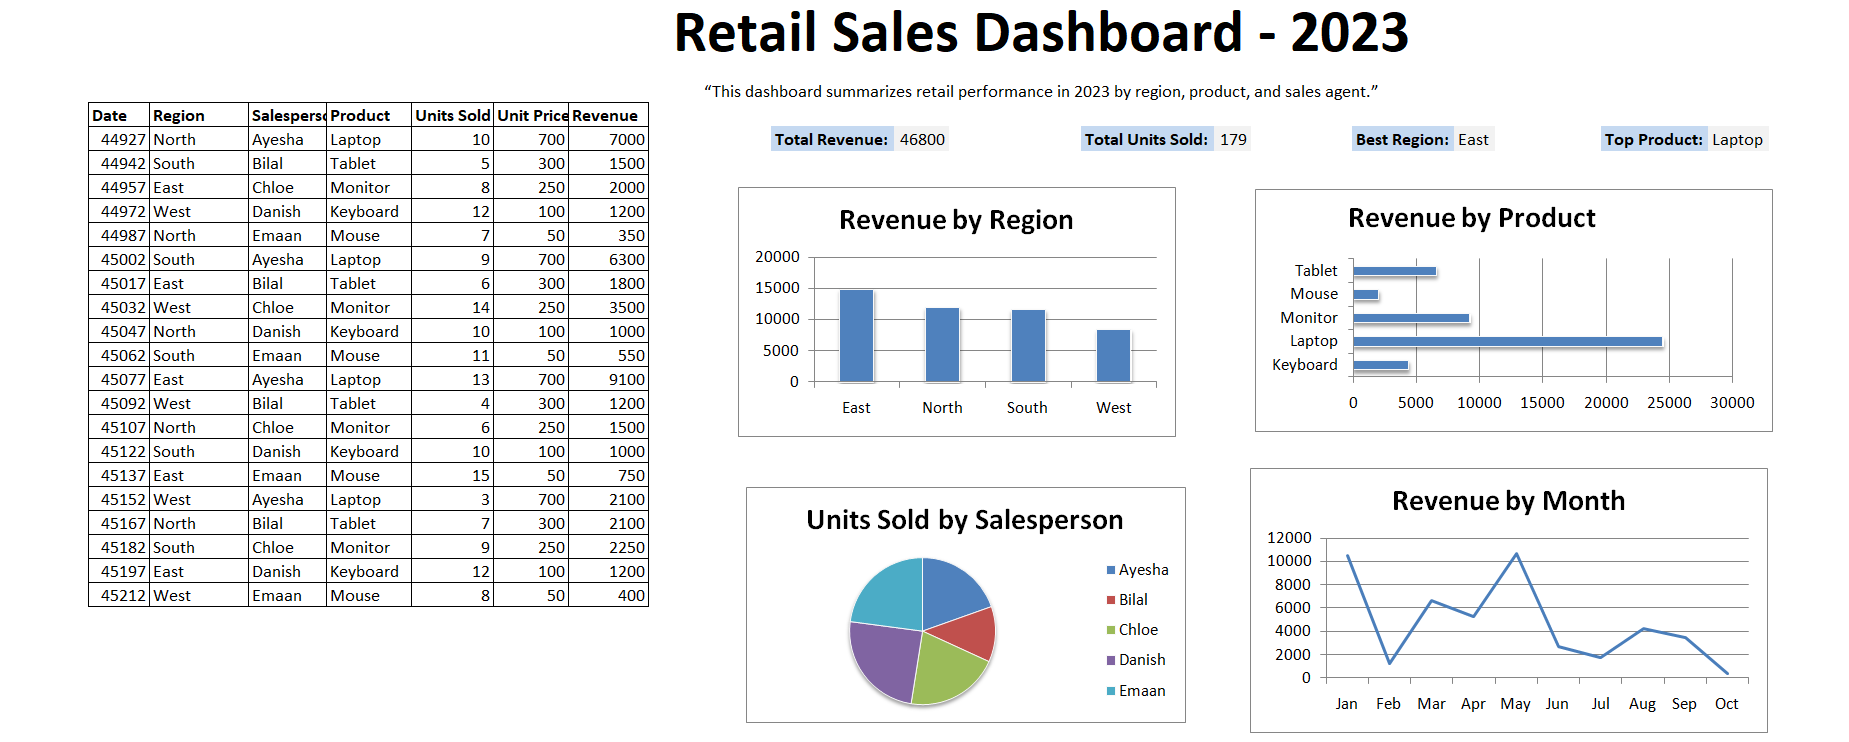 Retail Sales Dashboard - 2023
“This dashboard summarizes retail performance in 2023 by region, product, and sales agent.”
Date Region Salesperso Product Units Sold Unit Price Revenue
44927 North Ayesha Laptop 10 700 7000
44942 South Bilal Tablet 5 300 1500
44957 East Chloe Monitor 8 250 2000
44972 West Danish Keyboard 12 100 1200
44987 North Emaan Mouse 7 50 350
45002 South Ayesha Laptop 9 700 6300
45017 East Bilal Tablet 6 300 1800
45032 West Chloe Monitor 14 250 3500
45047 North Danish Keyboard 10 100 1000
45062 South Emaan Mouse 11 50 550
45077 East Ayesha Laptop 13 700 9100
45092 West Bilal Tablet 4 300 1200
45107 North Chloe Monitor 6 250 1500
45122 South Danish Keyboard 10 100 1000
45137 East Emaan Mouse 15 50 750
45152 West Ayesha Laptop 3 700 2100
45167 North Bilal Tablet 7 300 2100
45182 South Chloe Monitor 9 250 2250
45197 East Danish Keyboard 12 100 1200
45212 West Emaan Mouse 8 50 400
Total Revenue: 46800
Total Units Sold: 179
Best Region: East
Top Product: Laptop
Revenue by Region
20000
15000
10000
5000
0
East North South West
Revenue by Product
Tablet
Mouse
Monitor
Laptop
Keyboard
0 5000 10000 15000 20000 25000 30000
Units Sold by Salesperson
Ayesha
Bilal
Chloe
Danish
Emaan
Revenue by Month
12000
10000
8000
6000
4000
2000
0
Jan Feb Mar Apr May Jun Jul Aug Sep Oct